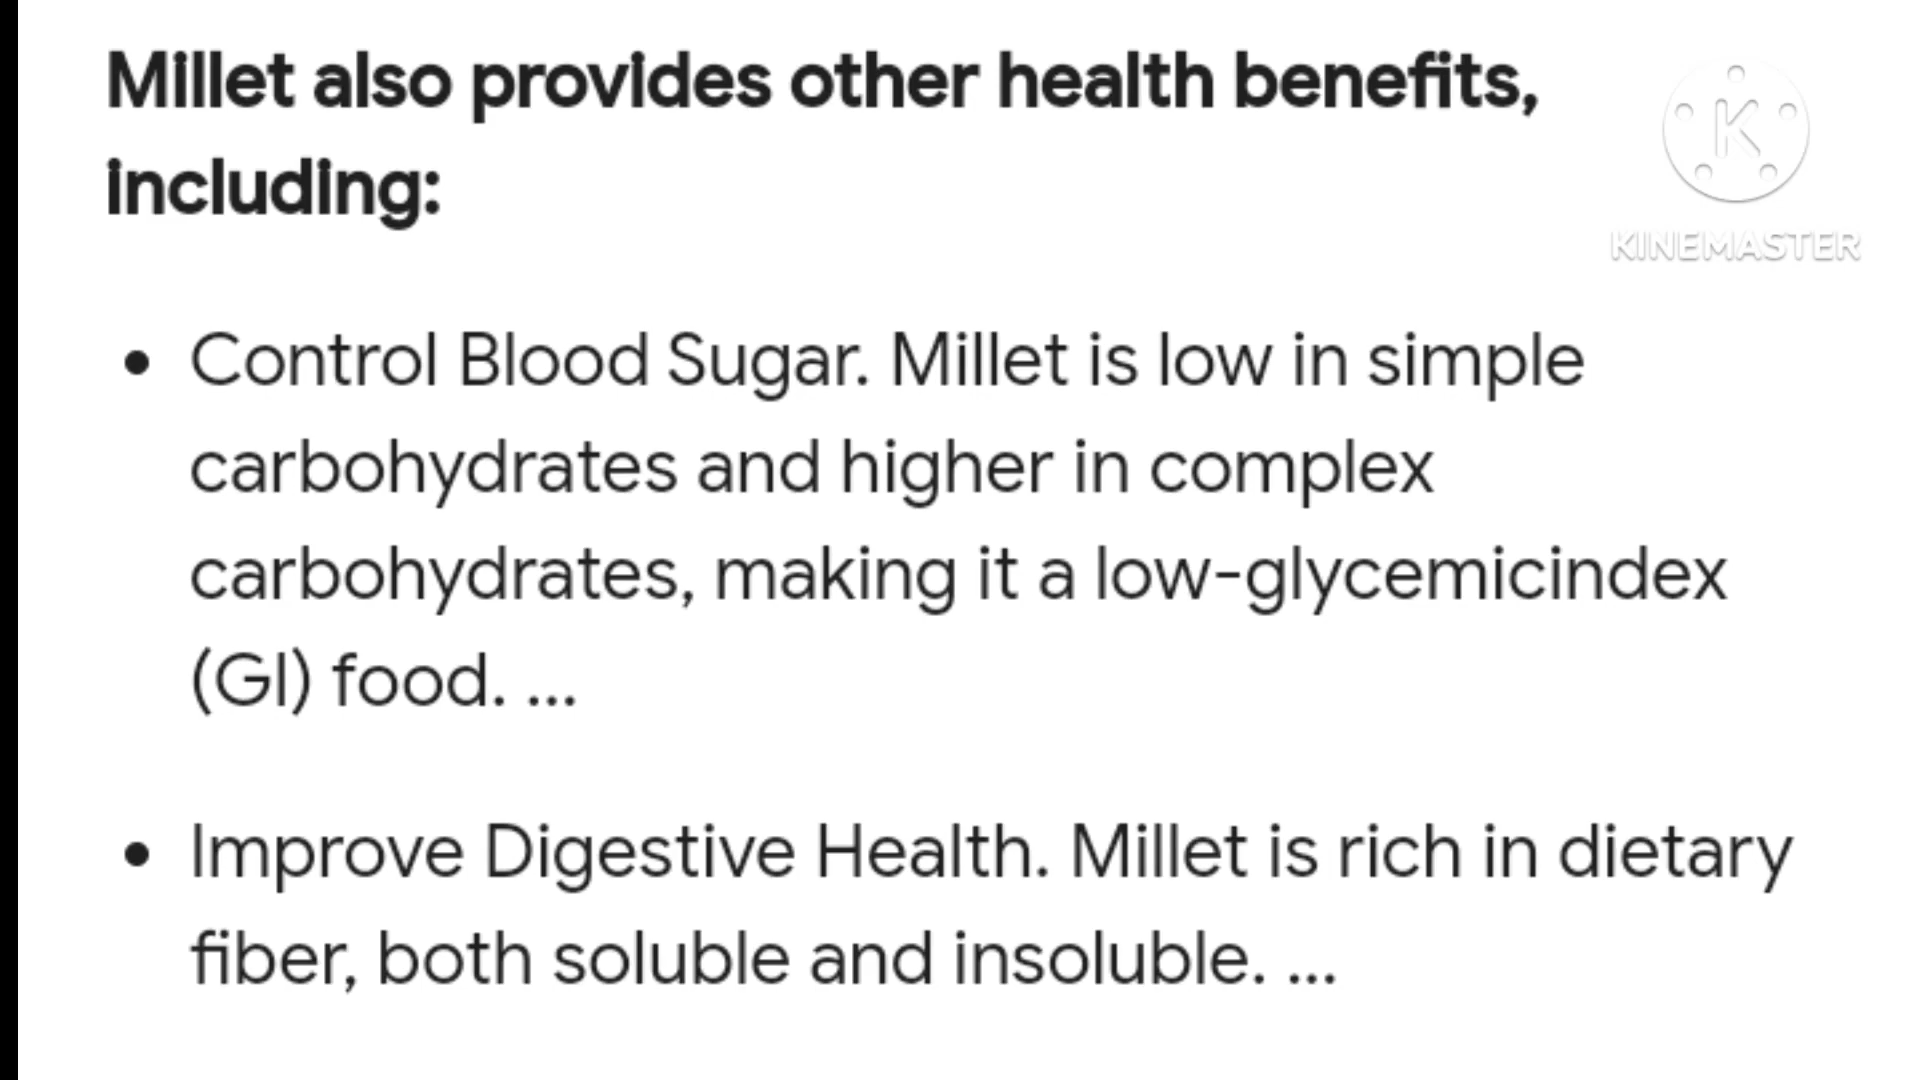 Millet also provides other health benefits,
including:
K
KINEMASTER
• Control Blood Sugar. Millet is low in simple
carbohydrates and higher in complex
carbohydrates, making it a low-glycemicindex
(GI) food. ...
• Improve Digestive Health. Millet is rich in dietary
fiber, both soluble and insoluble. ...